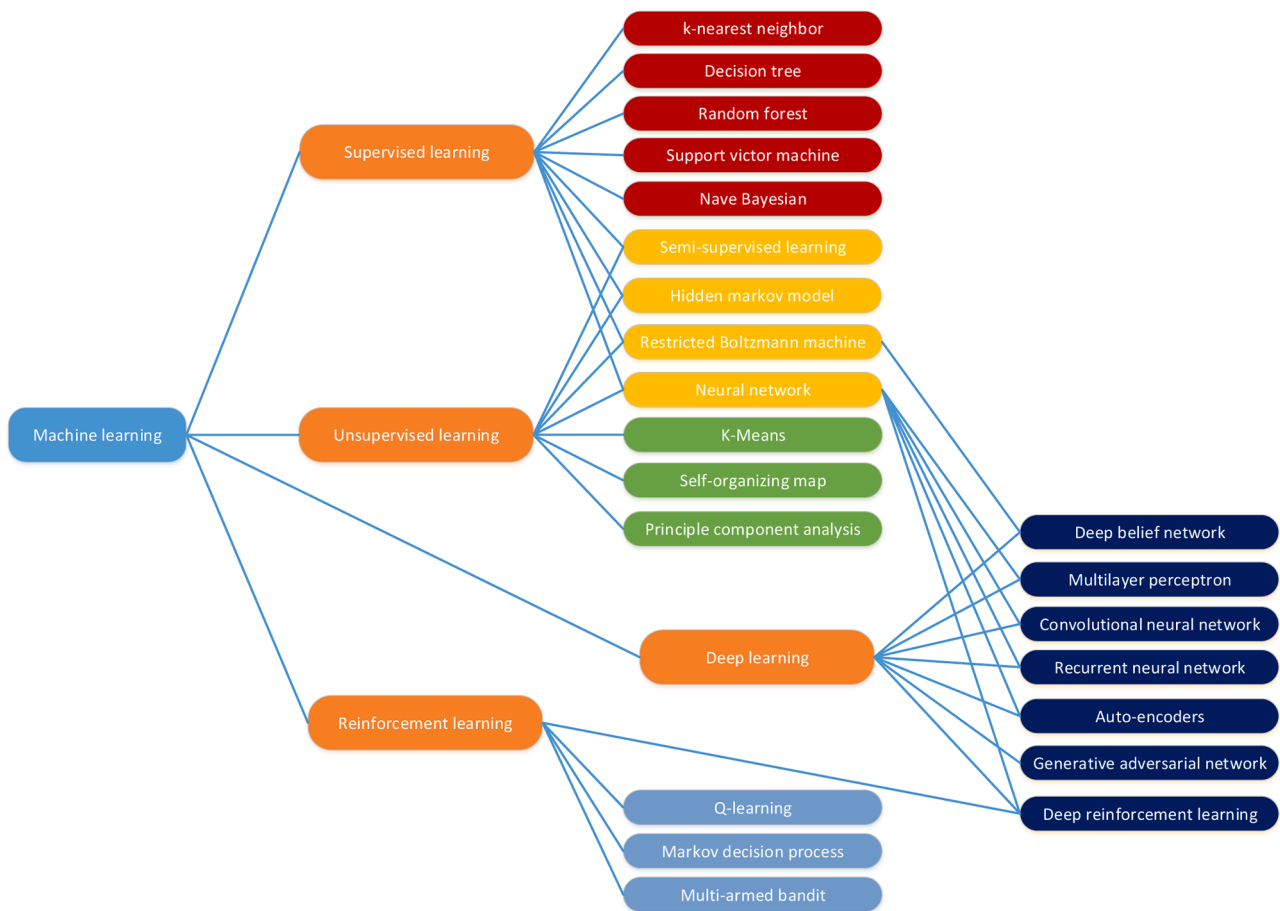 k-nearest neighbor
Decision tree
Random forest
Supervised learning
Support victor machine
Nave Bayesian
Semi-supervised learning
Hidden markov model
Restricted Boltzmann machine
Neural network
Machine learning
Unsupervised learning
K-Means
Self-organizing map
Principle component analysis
Deep belief network
Multilayer perceptron
Convolutional neural network
Deep learning
Recurrent neural network
Auto-encoders
Reinforcement learning
Generative adversarial network
Q-learning
Deep reinforcement learning
Markov decision process
Multi-armed bandit